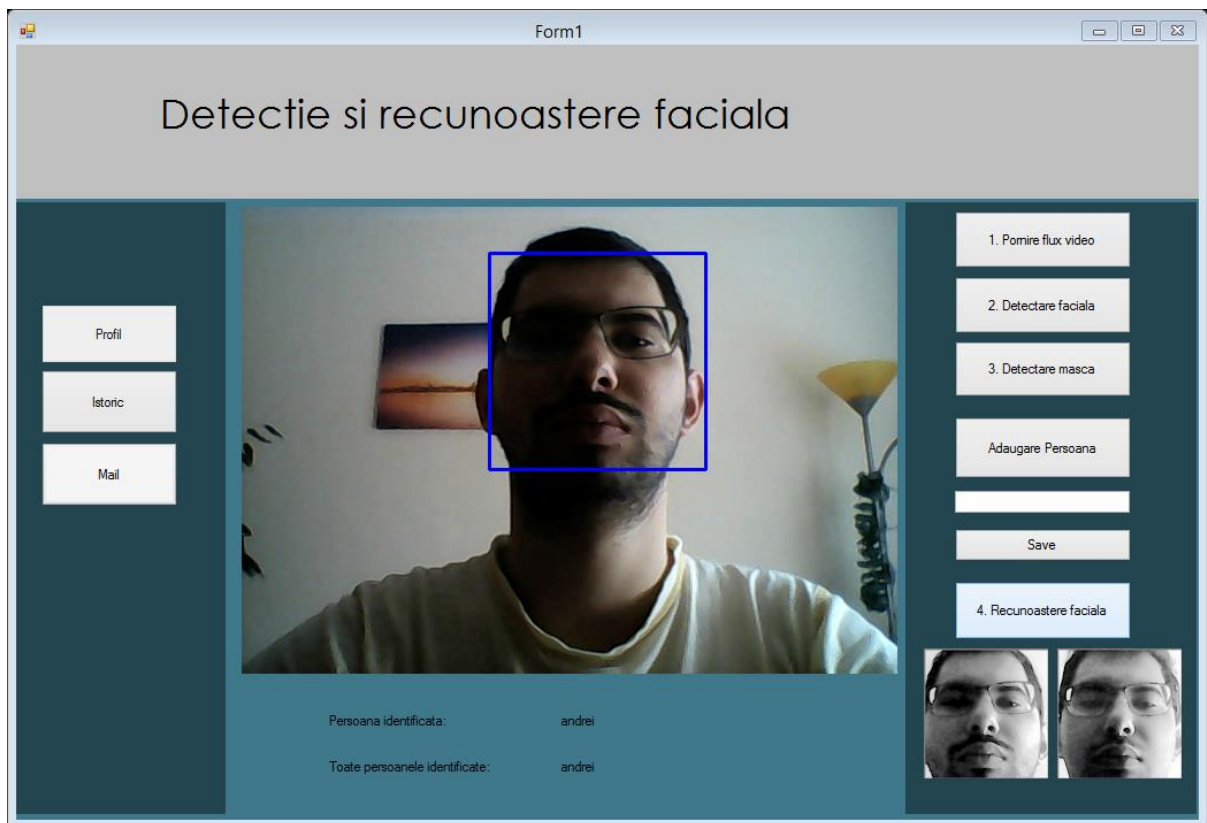 Form1
Detectie si recunoastere faciala
Profil
Istoric
Mail
1. Pornire flux video
2. Detectare faciala
3. Detectare masca
Adaugare Persoana
Save
4. Recunoastere faciala
Persoana identificata: andrei
Toate persoanele identificate: andrei